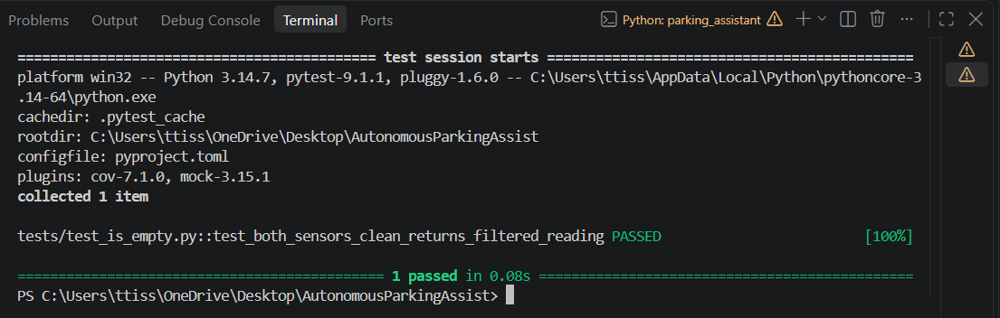 Problems Output Debug Console Terminal Ports Python: parking_assistant
============================================ test session starts =============================================
platform win32 -- Python 3.14.7, pytest-9.1.1, pluggy-1.6.0 -- C:\Users\ttiss\AppData\Local\Python\pythoncore-3
.14-64\python.exe
cachedir: .pytest_cache
rootdir: C:\Users\ttiss\OneDrive\Desktop\AutonomousParkingAssist
configfile: pyproject.toml
plugins: cov-7.1.0, mock-3.15.1
collected 1 item
tests/test_is_empty.py::test_both_sensors_clean_returns_filtered_reading PASSED [100%]
============================================= 1 passed in 0.08s ==============================================
PS C:\Users\ttiss\OneDrive\Desktop\AutonomousParkingAssist>